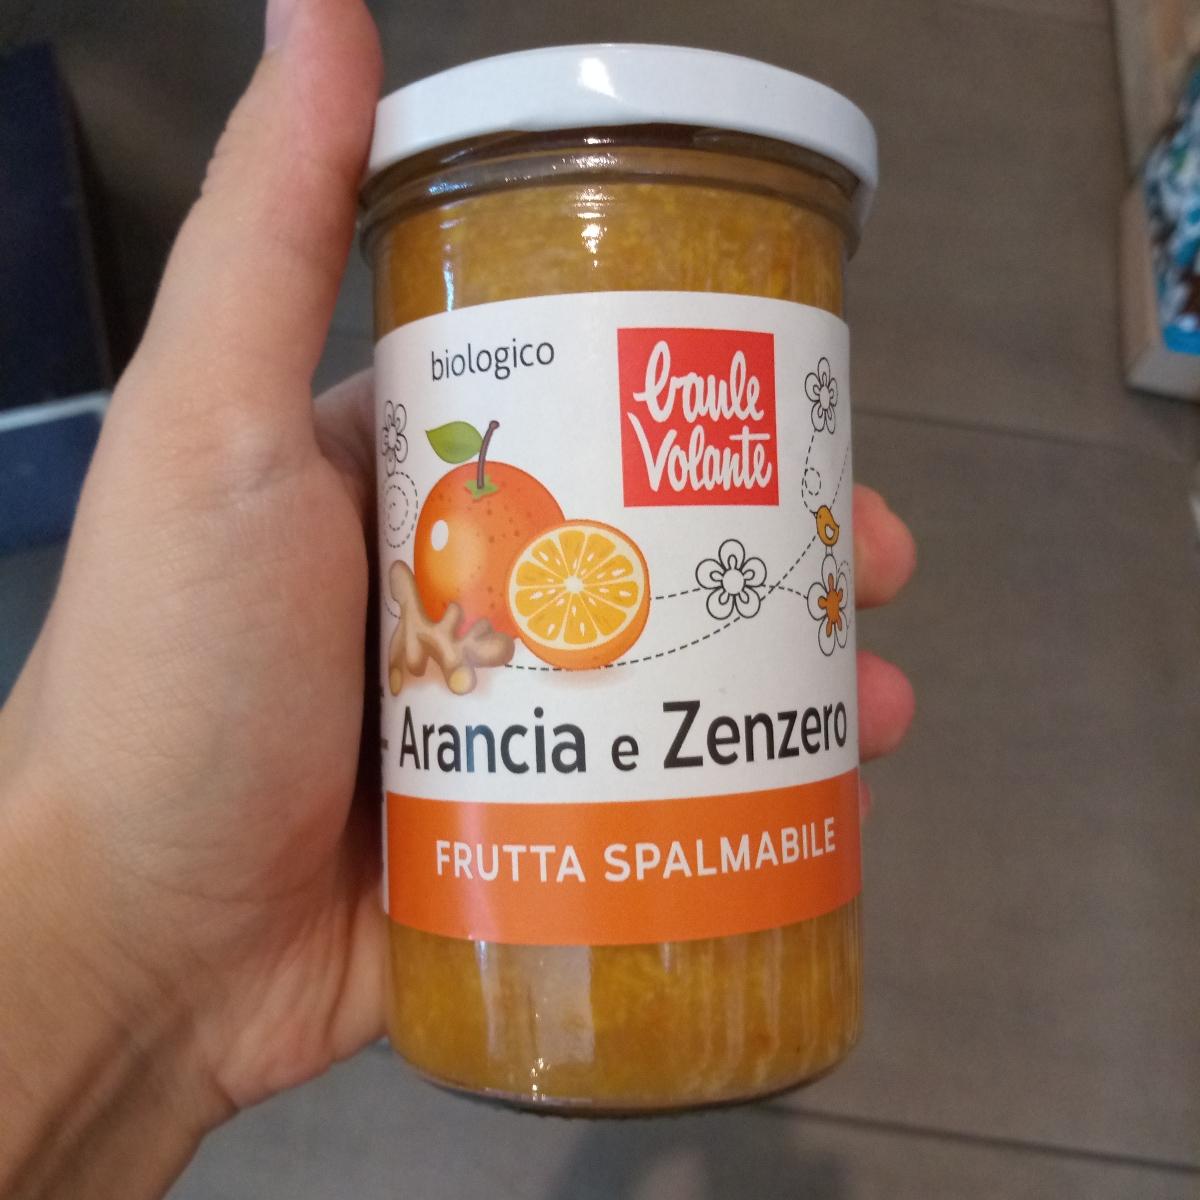 biologico
baule
volante
Arancia e Zenzero
FRUTTA SPALMABILE